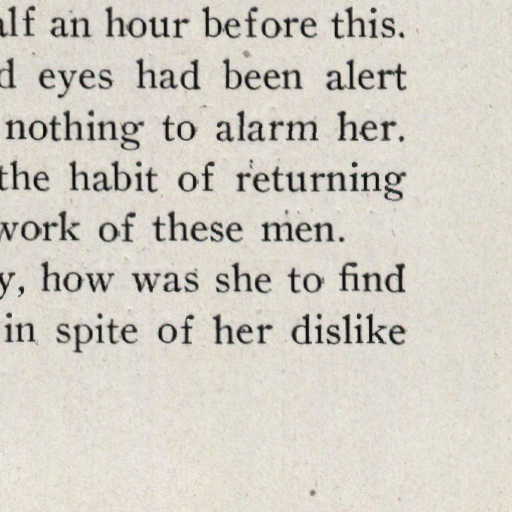 alf an hour before this.
d eyes had been alert
nothing to alarm her.
the habit of returning
work of these men.
y, how was she to find
in spite of her dislike